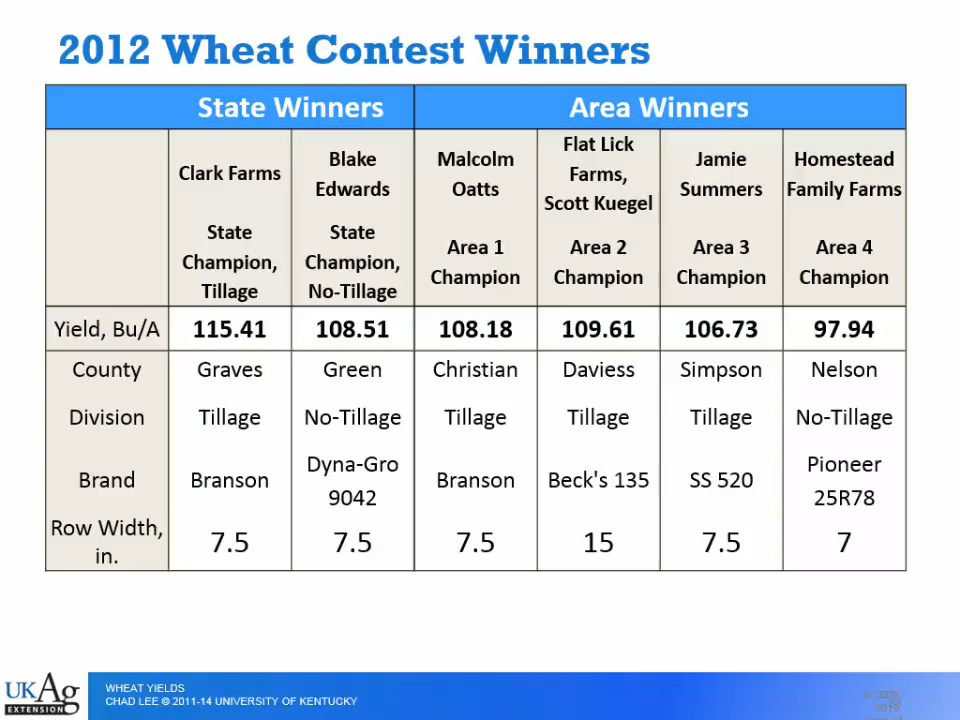 2012 Wheat Contest Winners
State Winners Area Winners
Clark Farms Blake Edwards Malcolm Oatts Flat Lick Farms, Scott Kuegel Jamie Summers Homestead Family Farms
State Champion, Tillage State Champion, No-Tillage Area 1 Champion Area 2 Champion Area 3 Champion Area 4 Champion
Yield, Bu/A 115.41 108.51 108.18 109.61 106.73 97.94
County Graves Green Christian Daviess Simpson Nelson
Division Tillage No-Tillage Tillage Tillage Tillage No-Tillage
Brand Branson Dyna-Gro 9042 Branson Beck's 135 SS 520 Pioneer 25R78
Row Width, in. 7.5 7.5 7.5 15 7.5 7
UKAg
EXTENSION
WHEAT YIELDS
CHAD LEE © 2011-14 UNIVERSITY OF KENTUCKY